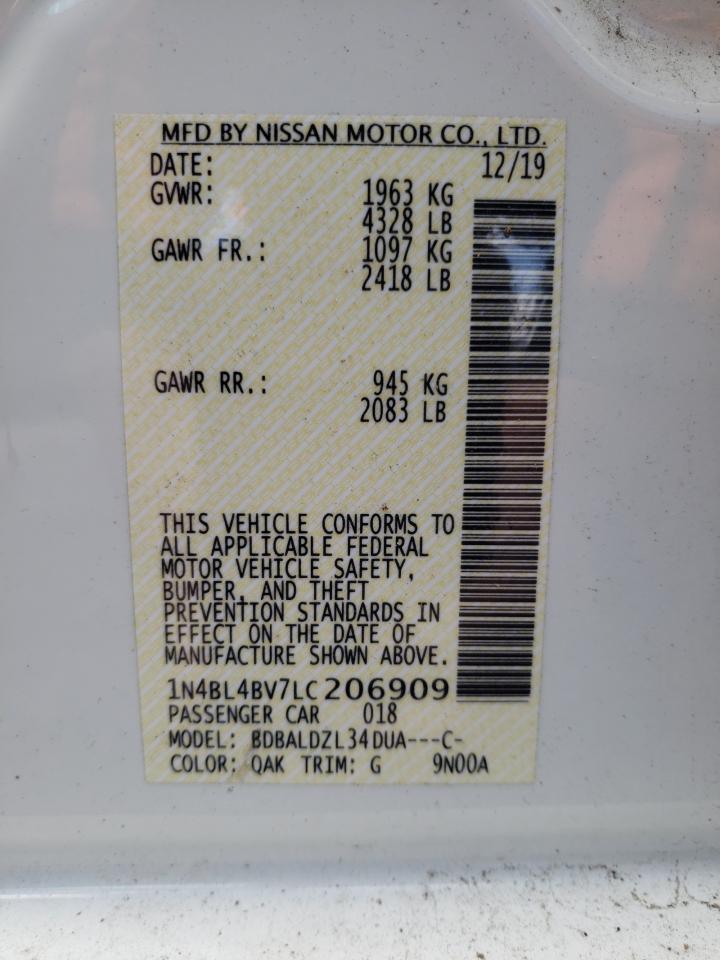 MFD BY NISSAN MOTOR CO., LTD.
DATE: 12/19
GVWR: 1963 KG
4328 LB
GAWR FR.: 1097 KG
2418 LB
GAWR RR.: 945 KG
2083 LB
THIS VEHICLE CONFORMS TO
ALL APPLICABLE FEDERAL
MOTOR VEHICLE SAFETY,
BUMPER, AND THEFT
PREVENTION STANDARDS IN
EFFECT ON THE DATE OF
MANUFACTURE SHOWN ABOVE.
1N4BL4BV7LC206909
PASSENGER CAR 018
MODEL: BDBALDZL34DUA---C-
COLOR: QAK TRIM: G 9N00A